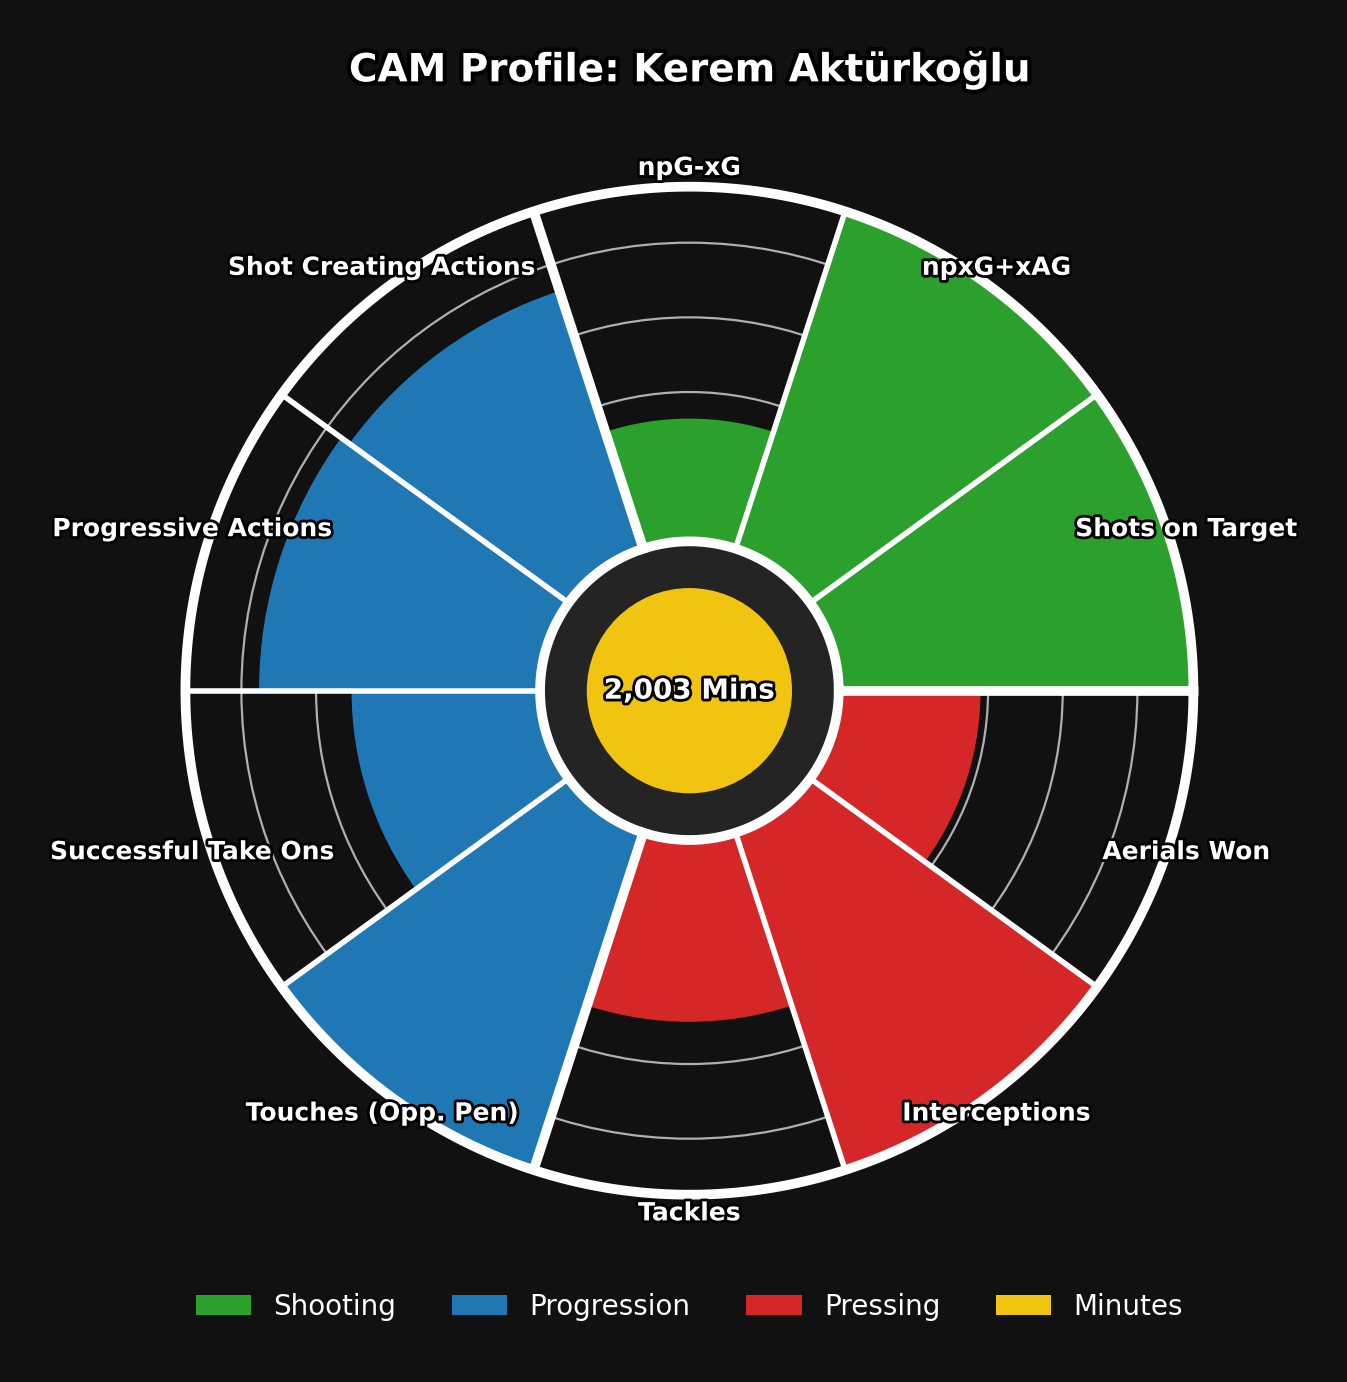 CAM Profile: Kerem Aktürkoğlu
npG-xG
Shot Creating Actions
npxG+xAG
Progressive Actions
Shots on Target
2,003 Mins
Successful Take Ons
Aerials Won
Touches (Opp. Pen)
Interceptions
Tackles
Shooting
Progression
Pressing
Minutes